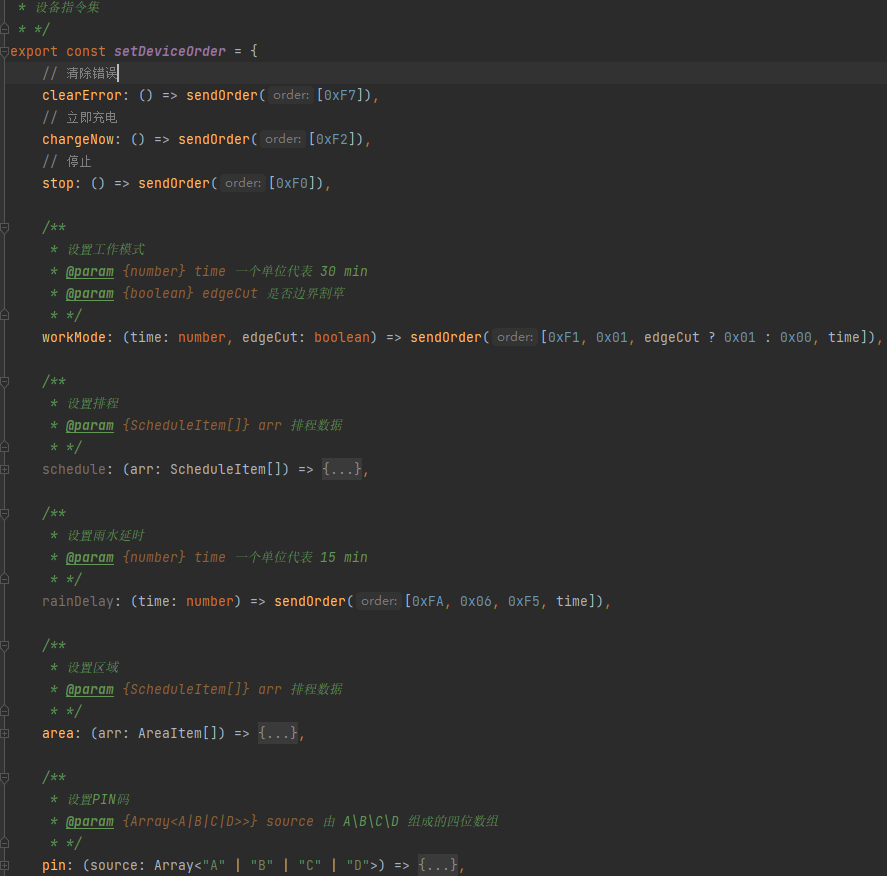 * 设备指令集
* */
export const setDeviceOrder = {
// 清除错误
clearError: () => sendOrder( order: [0xF7]),
// 立即充电
chargeNow: () => sendOrder( order: [0xF2]),
// 停止
stop: () => sendOrder( order: [0xF0]),
/**
* 设置工作模式
* @param {number} time 一个单位代表 30 min
* @param {boolean} edgeCut 是否边界割草
* */
workMode: (time: number, edgeCut: boolean) => sendOrder( order: [0xF1, 0x01, edgeCut ? 0x01 : 0x00, time]),
/**
* 设置排程
* @param {ScheduleItem[]} arr 排程数据
* */
schedule: (arr: ScheduleItem[]) => {...},
/**
* 设置雨水延时
* @param {number} time 一个单位代表 15 min
* */
rainDelay: (time: number) => sendOrder( order: [0xFA, 0x06, 0xF5, time]),
/**
* 设置区域
* @param {ScheduleItem[]} arr 排程数据
* */
area: (arr: AreaItem[]) => {...},
/**
* 设置PIN码
* @param {Array<A|B|C|D>>} source 由 A\B\C\D 组成的四位数组
* */
pin: (source: Array<"A" | "B" | "C" | "D">) => {...},